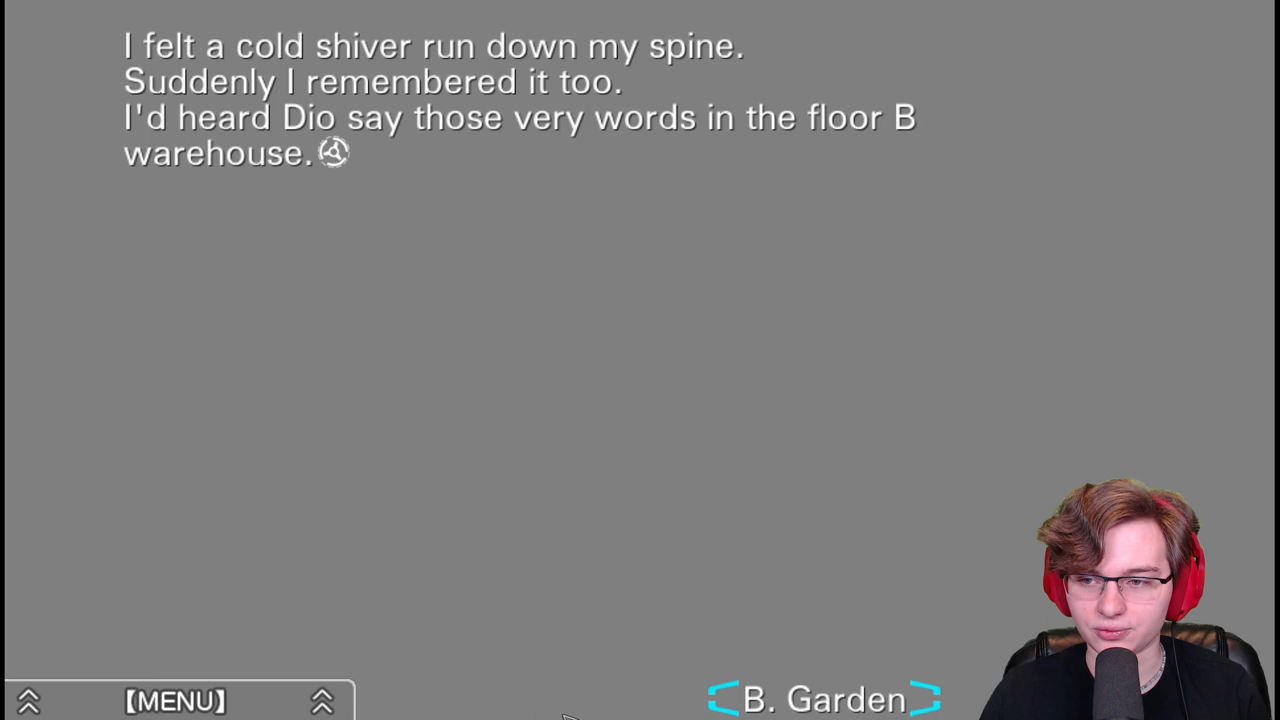 I felt a cold shiver run down my spine.
Suddenly I remembered it too.
I'd heard Dio say those very words in the floor B
warehouse.
【MENU】
B. Garden